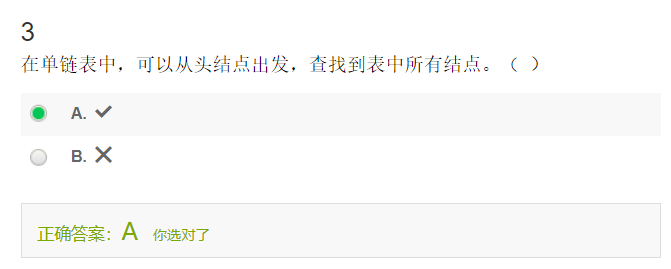 3
在单链表中，可以从头结点出发，查找到表中所有结点。（ ）
A. ✓
B. ✕
正确答案：A 你选对了